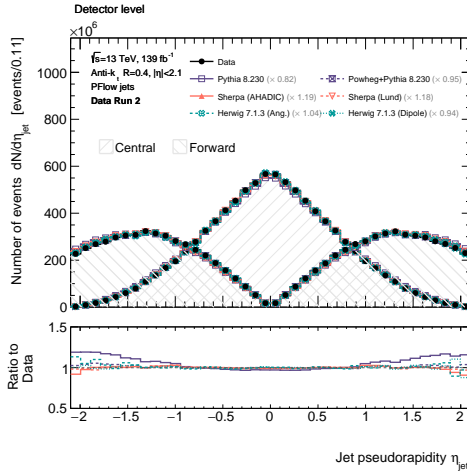 Detector level
×10⁶
√s=13 TeV, 139 fb⁻¹
Anti-kₜ R=0.4, |η|<2.1
PFlow jets
Data Run 2
Data
Pythia 8.230 (× 0.82)
Powheg+Pythia 8.230 (× 0.95)
Sherpa (AHADIC) (× 1.19)
Sherpa (Lund) (× 1.18)
Herwig 7.1.3 (Ang.) (× 1.04)
Herwig 7.1.3 (Dipole) (× 0.94)
Central
Forward
Number of events dN/dη_jet [events/0.11]
1000
800
600
400
200
0
Ratio to
Data
1.5
1
0.5
−2 −1.5 −1 −0.5 0 0.5 1 1.5 2
Jet pseudorapidity η_jet